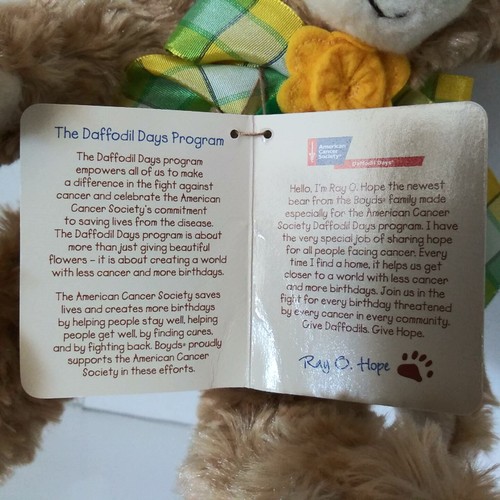 The Daffodil Days Program
The Daffodil Days program
empowers all of us to make
a difference in the fight against
cancer and celebrate the American
Cancer Society's commitment
to saving lives from the disease.
The Daffodil Days program is about
more than just giving beautiful
flowers – it is about creating a world
with less cancer and more birthdays.
The American Cancer Society saves
lives and creates more birthdays
by helping people stay well, helping
people get well, by finding cures,
and by fighting back. Boyds® proudly
supports the American Cancer
Society in these efforts.
American
Cancer
Society®
Daffodil Days®
Hello, I'm Ray O. Hope the newest
bear from the Boyds® family made
especially for the American Cancer
Society Daffodil Days program. I have
the very special job of sharing hope
for all people facing cancer. Every
time I find a home, it helps us get
closer to a world with less cancer
and more birthdays. Join us in the
fight for every birthday threatened
by every cancer in every community.
Give Daffodils. Give Hope.
Ray O. Hope